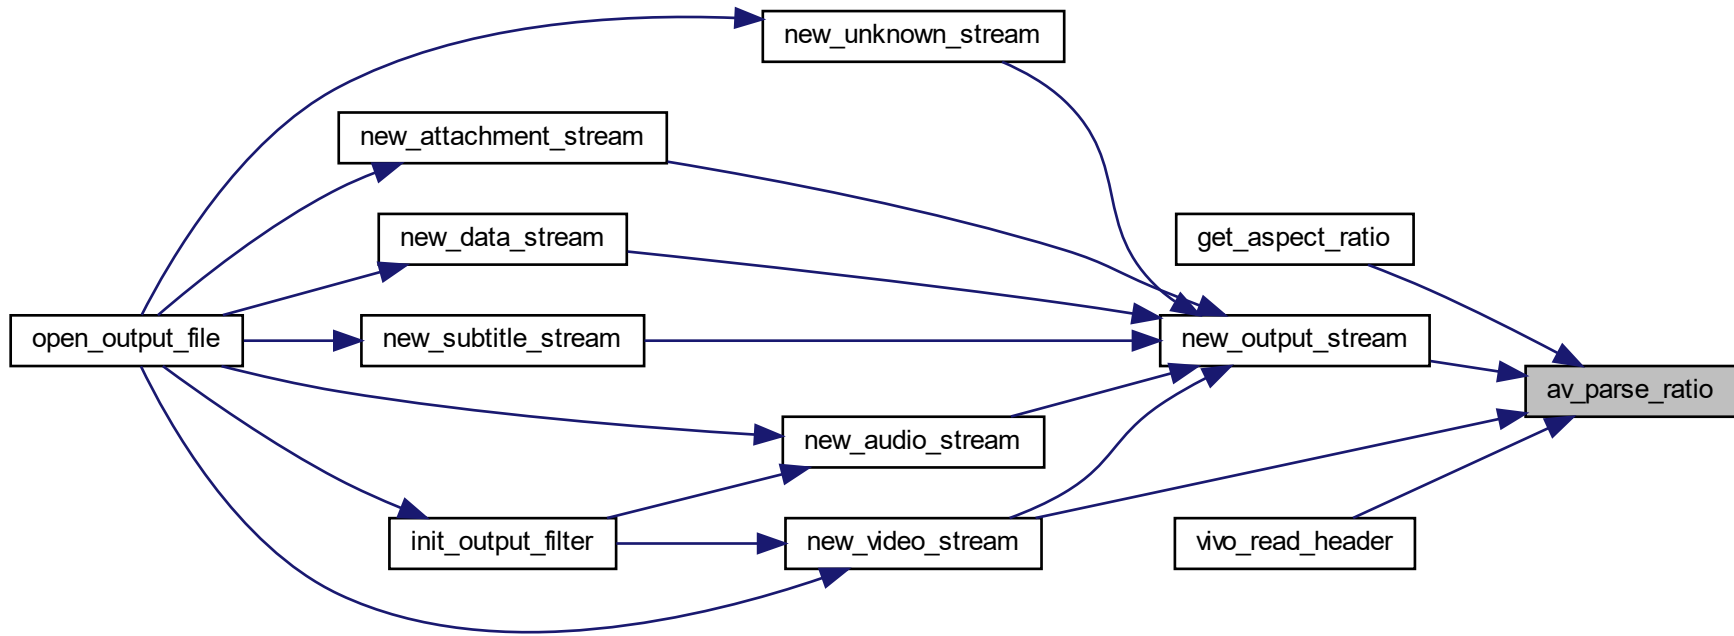 new_unknown_stream
new_attachment_stream
new_data_stream
get_aspect_ratio
open_output_file
new_subtitle_stream
new_output_stream
av_parse_ratio
new_audio_stream
init_output_filter
new_video_stream
vivo_read_header